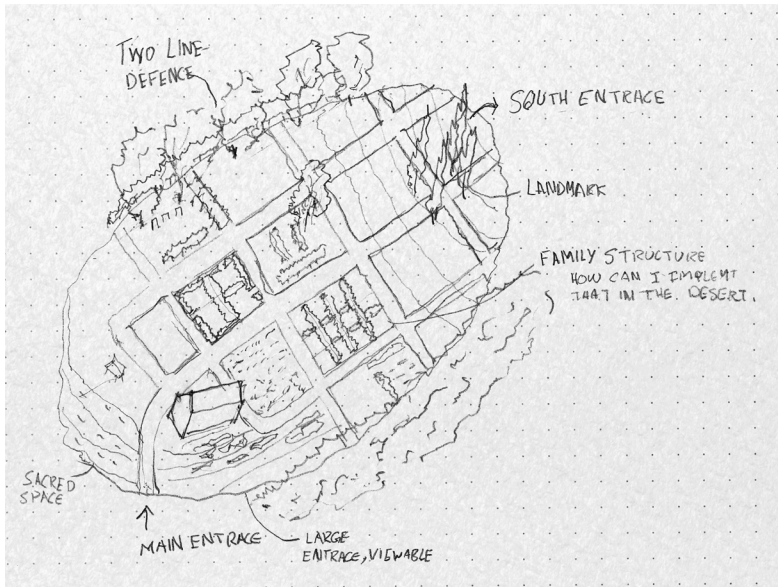 TWO LINE
DEFENCE
SOUTH ENTRACE
LANDMARK
FAMILY STRUCTURE
HOW CAN I IMPLEMT
THAT IN THE DESERT.
SACRED
SPACE
MAIN ENTRACE
LARGE
ENTRACE, VIEWABLE